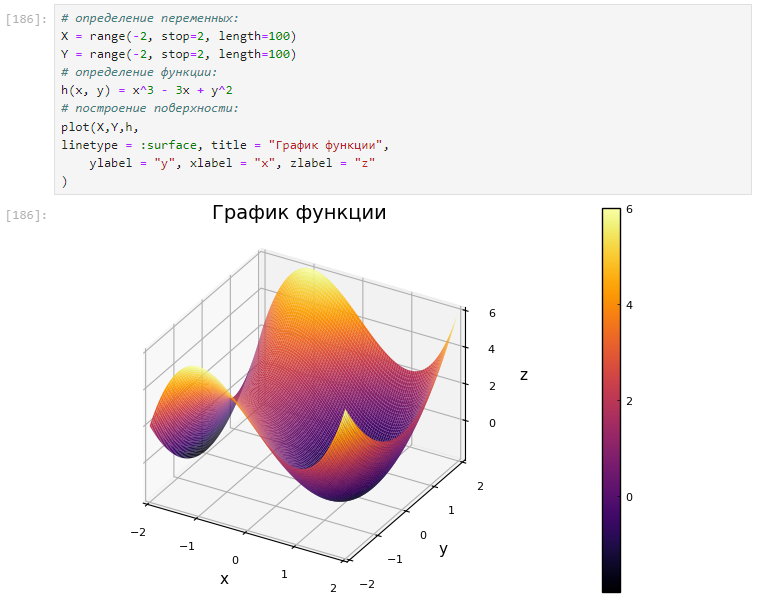 [186]:
# определение переменных:
X = range(-2, stop=2, length=100)
Y = range(-2, stop=2, length=100)
# определение функции:
h(x, y) = x^3 - 3x + y^2
# построение поверхности:
plot(X,Y,h,
linetype = :surface, title = "График функции",
    ylabel = "y", xlabel = "x", zlabel = "z"
)
[186]:
График функции
6
4
2
0
z
6
4
2
0
2
1
0
−1
−2
y
−2
−1
0
1
2
x